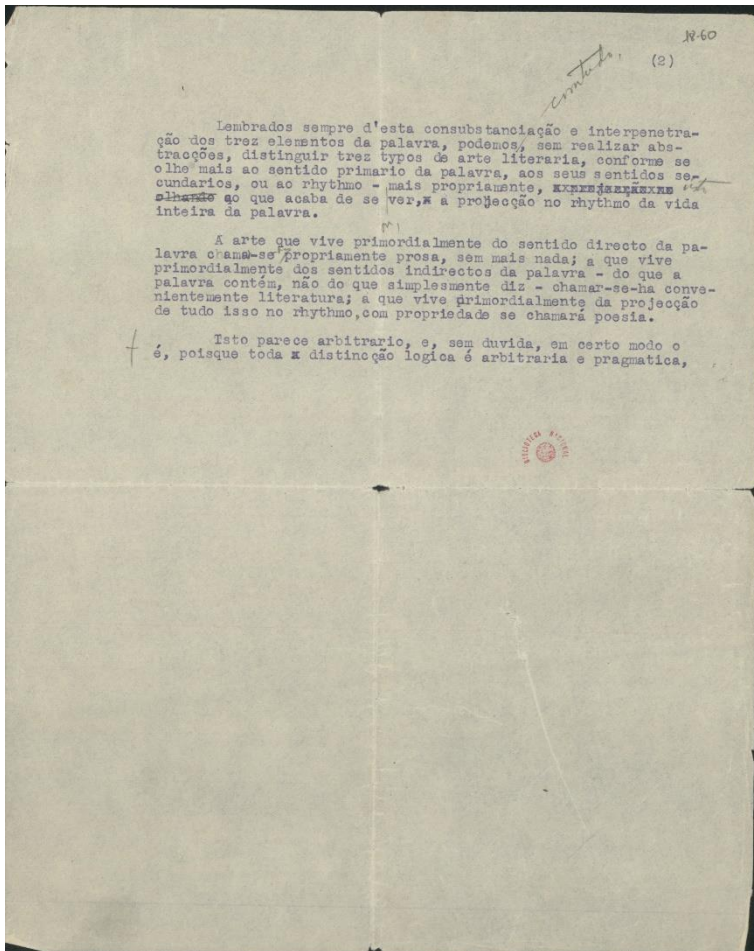 18-60
(2)
comtudo,
Lembrados sempre d'esta consubstanciação e interpenetra-
ção dos trez elementos da palavra, podemos, sem realizar abs-
tracções, distinguir trez typos de arte literaria, conforme se
olhe mais ao sentido primario da palavra, aos seus sentidos se-
cundarios, ou ao rhythmo - mais propriamente,
olhando ao que acaba de se ver, a projecção no rhythmo da vida
inteira da palavra.
A arte que vive primordialmente do sentido directo da pa-
lavra chama-se propriamente prosa, sem mais nada; a que vive
primordialmente dos sentidos indirectos da palavra - do que a
palavra contém, não do que simplesmente diz - chamar-se-ha conve-
nientemente literatura; a que vive primordialmente da projecção
de tudo isso no rhythmo, com propriedade se chamará poesia.
Isto parece arbitrario, e, sem duvida, em certo modo o
é, poisque toda x distincção logica é arbitraria e pragmatica,
BIBLIOTECA NACIONAL